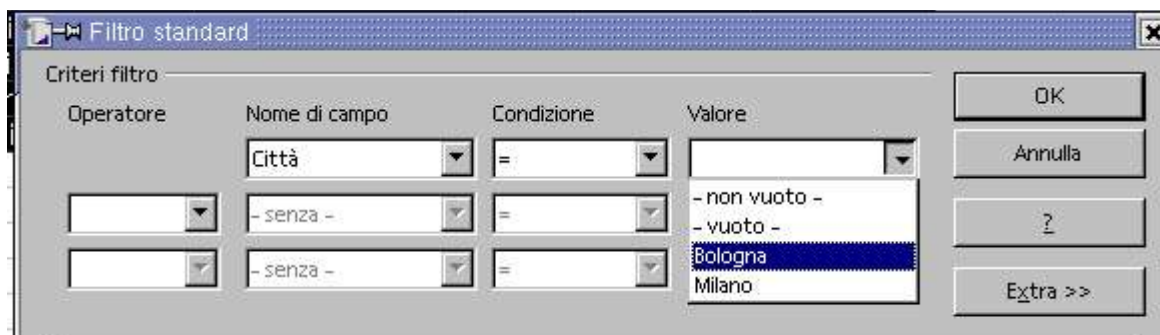 Filtro standard
Criteri filtro
Operatore Nome di campo Condizione Valore
Città =
- senza - =
- senza - =
- non vuoto -
- vuoto -
Bologna
Milano
OK
Annulla
?
Extra >>